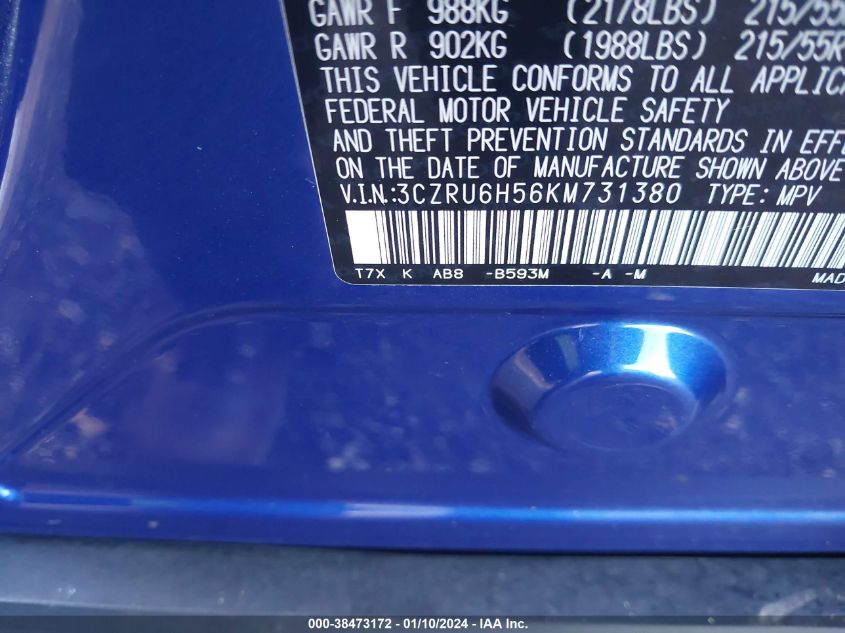 GAWR F 988KG (2178LBS) 215/55
GAWR R 902KG (1988LBS) 215/55R
THIS VEHICLE CONFORMS TO ALL APPLICA
FEDERAL MOTOR VEHICLE SAFETY
AND THEFT PREVENTION STANDARDS IN EFFE
ON THE DATE OF MANUFACTURE SHOWN ABOVE
V.I.N.:3CZRU6H56KM731380 TYPE: MPV
T7X K AB8 -B593M -A -M MAD
000-38473172 - 01/10/2024 - IAA Inc.